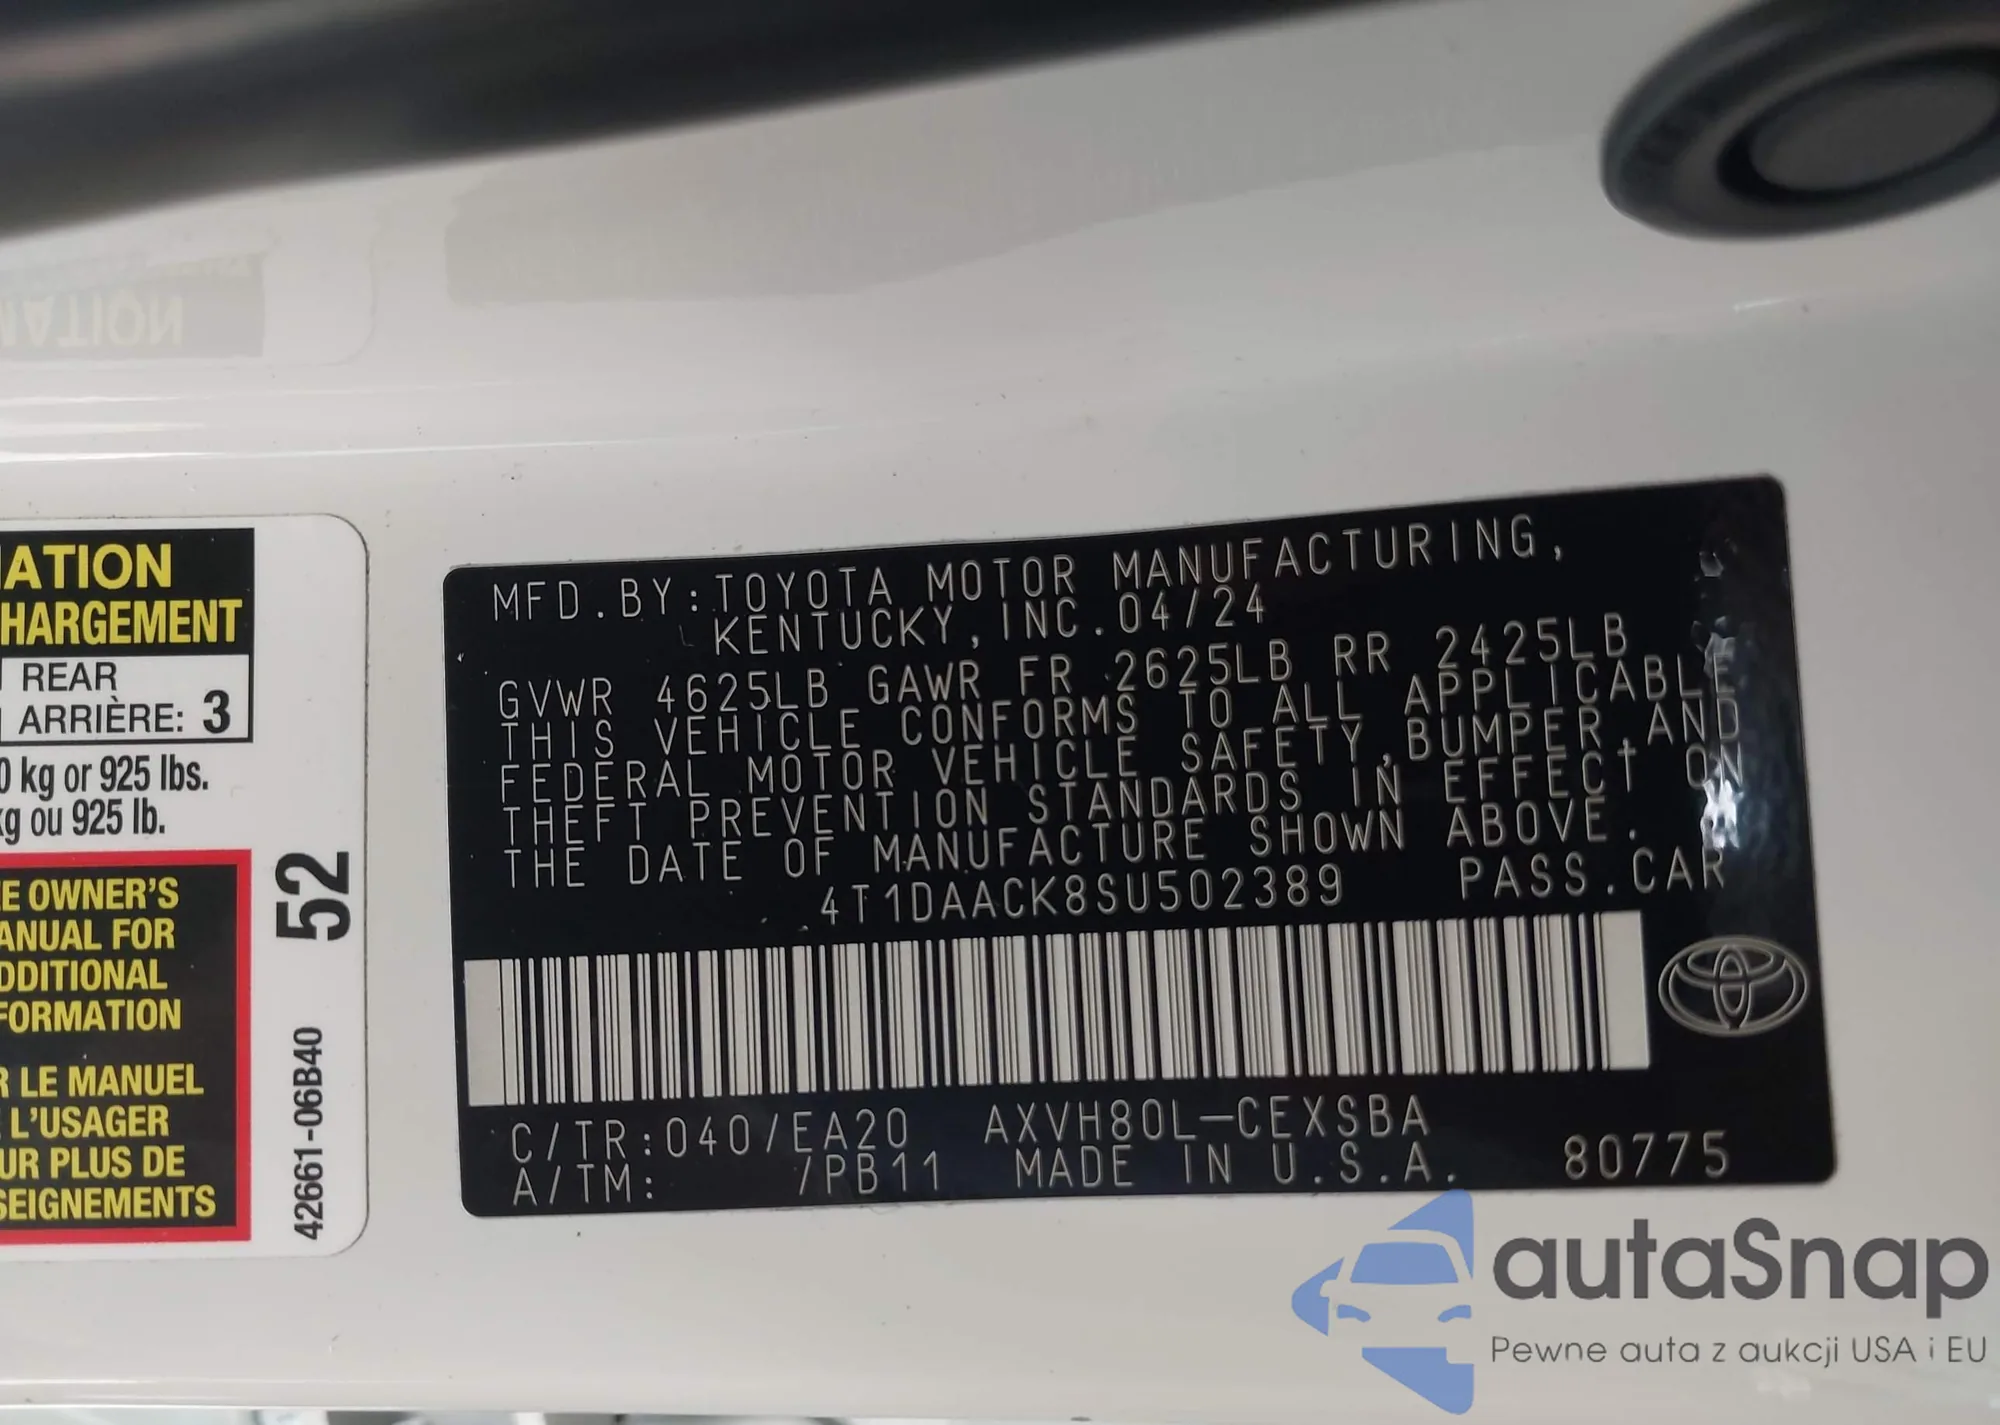 MATION
IATION
HARGEMENT
REAR
ARRIÈRE: 3
0 kg or 925 lbs.
kg ou 925 lb.
E OWNER'S
ANUAL FOR
DDITIONAL
FORMATION
R LE MANUEL
L'USAGER
UR PLUS DE
SEIGNEMENTS
52
42661-06B40
MFD.BY:TOYOTA MOTOR MANUFACTURING,
KENTUCKY,INC.04/24
GVWR 4625LB GAWR FR 2625LB RR 2425LB
THIS VEHICLE CONFORMS TO ALL APPLICABLE
FEDERAL MOTOR VEHICLE SAFETY,BUMPER,AND
THEFT PREVENTION STANDARDS IN EFFECT ON
THE DATE OF MANUFACTURE SHOWN ABOVE.
4T1DAACK8SU502389 PASS.CAR
C/TR:040/EA20 AXVH80L-CEXSBA
A/TM: /PB11 MADE IN U.S.A. 80775
autaSnap
Pewne auta z aukcji USA i EU